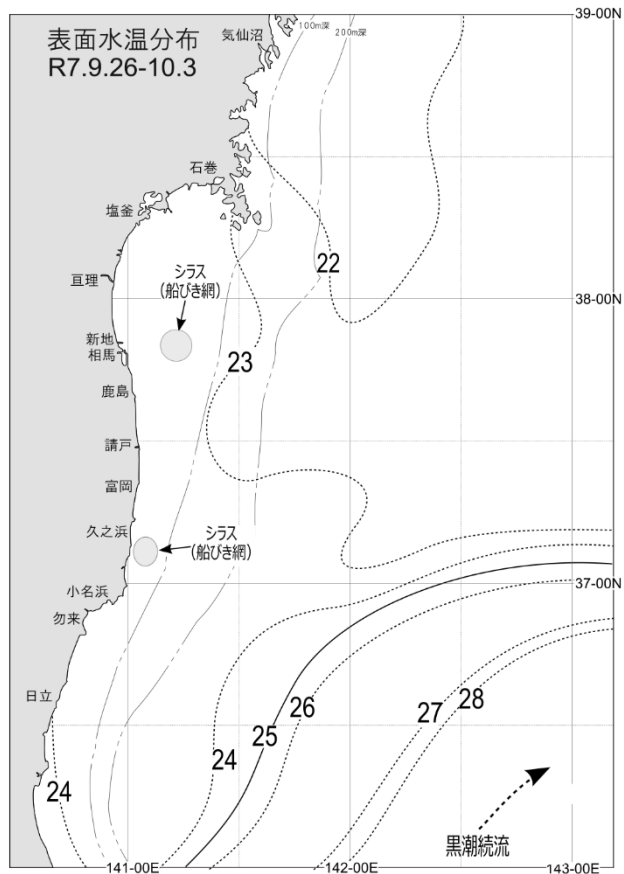 表面水温分布
R7.9.26-10.3
気仙沼
100m深
200m深
39-00N
石巻
塩釜
22
亘理
シラス
(船びき網)
38-00N
新地
相馬
23
鹿島
請戸
富岡
久之浜
シラス
(船びき網)
37-00N
小名浜
勿来
日立
26
27
28
25
24
24
黒潮続流
141-00E
142-00E
143-00E